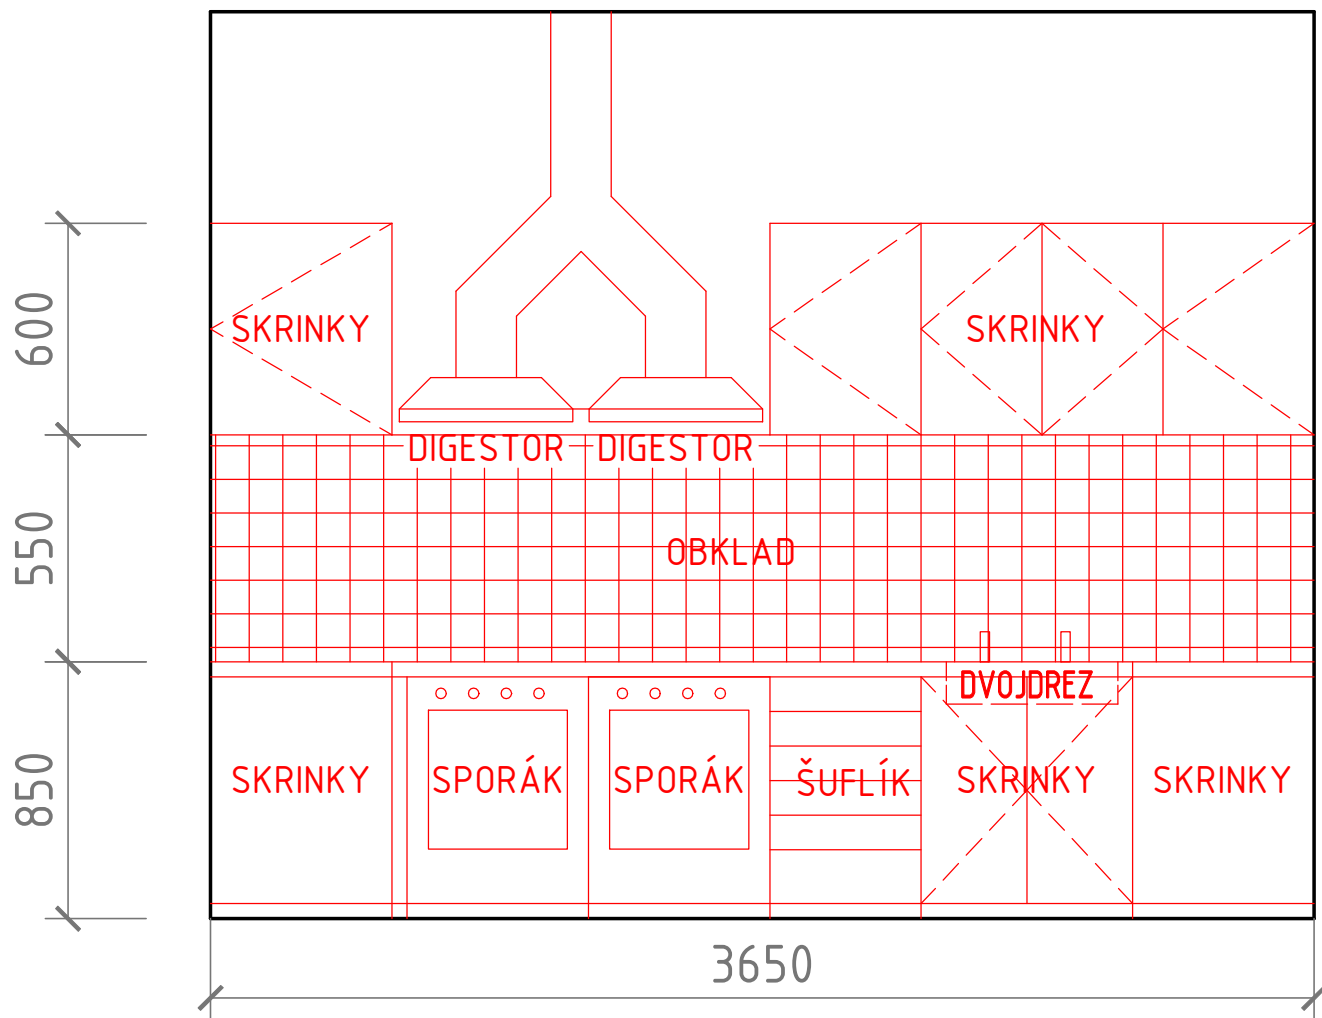 600
SKRINKY
SKRINKY
DIGESTOR
DIGESTOR
550
OBKLAD
DVOJDREZ
850
SKRINKY
SPORÁK
SPORÁK
ŠUFLÍK
SKRINKY
SKRINKY
3650